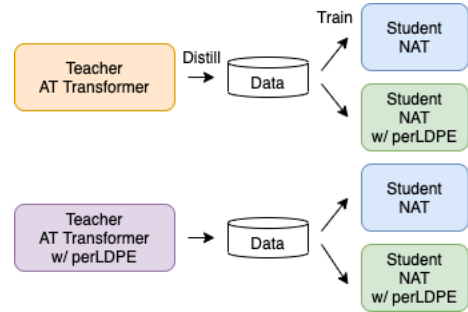 Teacher
AT Transformer
Distill
Data
Train
Student
NAT
Student
NAT
w/ perLDPE
Teacher
AT Transformer
w/ perLDPE
Data
Student
NAT
Student
NAT
w/ perLDPE